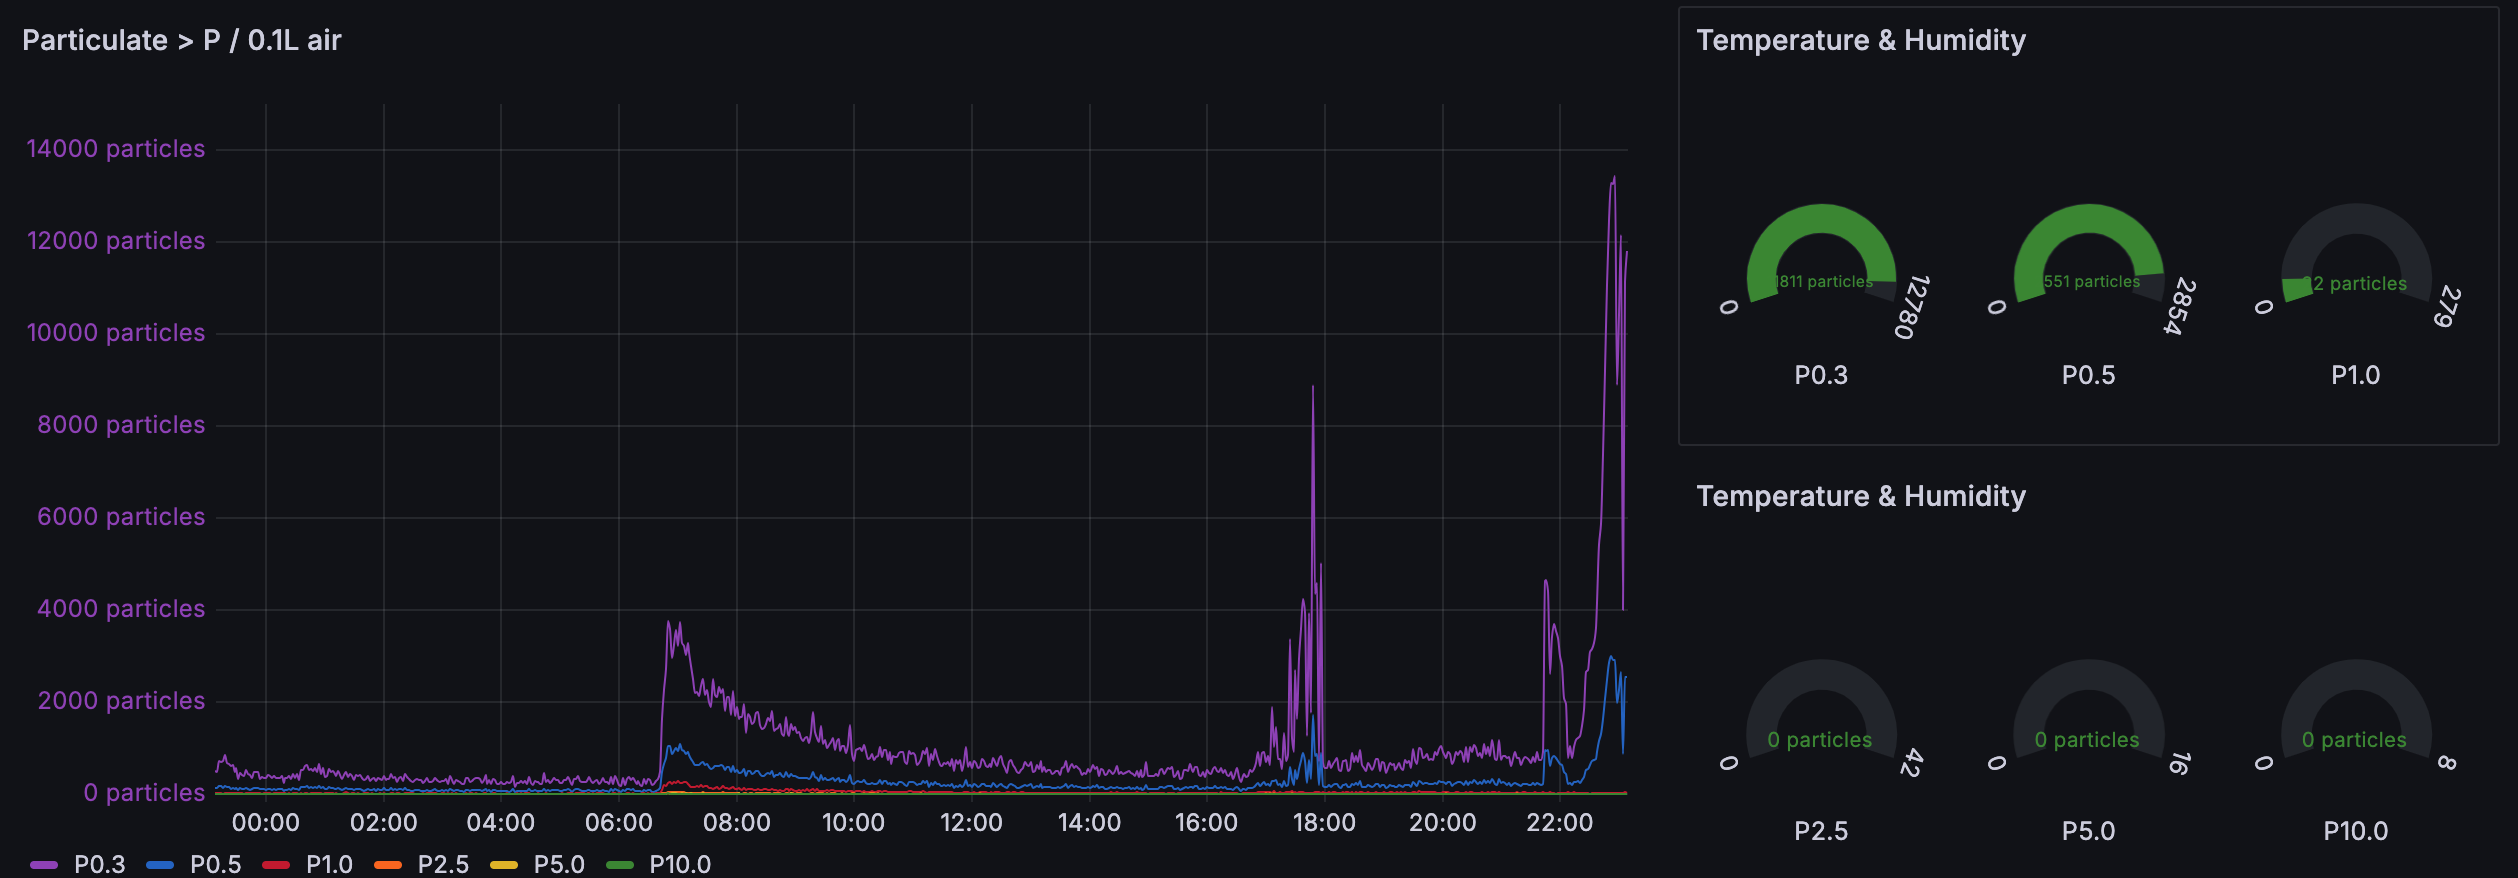 Particulate > P / 0.1L air
14000 particles
12000 particles
10000 particles
8000 particles
6000 particles
4000 particles
2000 particles
0 particles
00:00 02:00 04:00 06:00 08:00 10:00 12:00 14:00 16:00 18:00 20:00 22:00
P0.3 P0.5 P1.0 P2.5 P5.0 P10.0
Temperature & Humidity
particles particles particles
0 12780 0 2854 0 279
P0.3 P0.5 P1.0
Temperature & Humidity
0 particles 0 particles 0 particles
0 42 0 16 0 8
P2.5 P5.0 P10.0